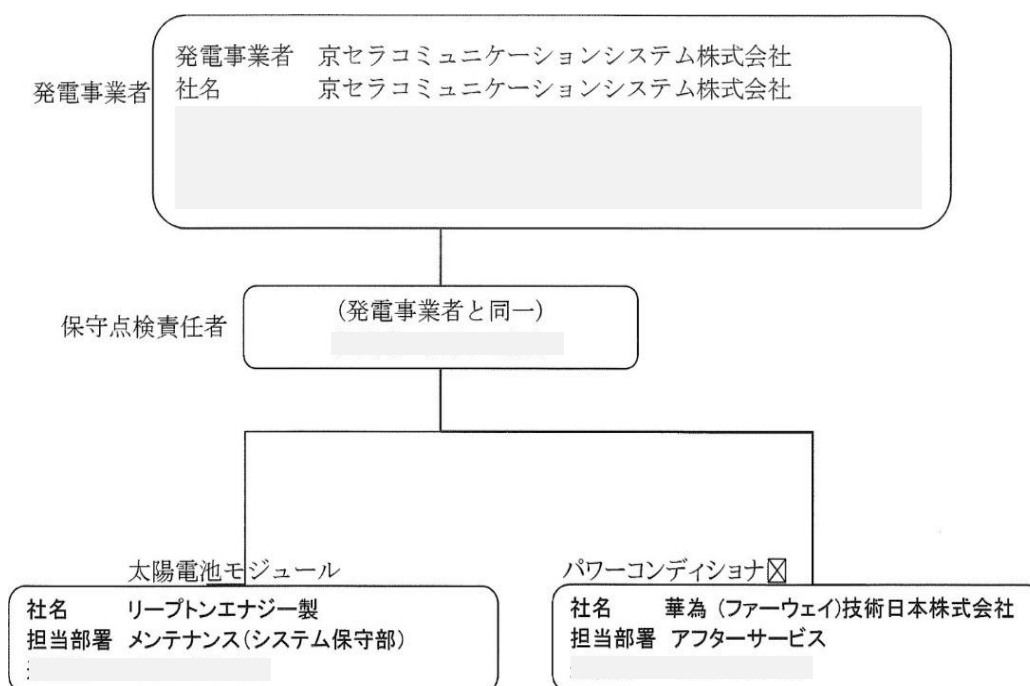 発電事業者
発電事業者 京セラコミュニケーションシステム株式会社
社名 京セラコミュニケーションシステム株式会社
保守点検責任者
(発電事業者と同一)
太陽電池モジュール
社名 リープトンエナジー製
担当部署 メンテナンス(システム保守部)
パワーコンディショナ
社名 華為 (ファーウェイ)技術日本株式会社
担当部署 アフターサービス